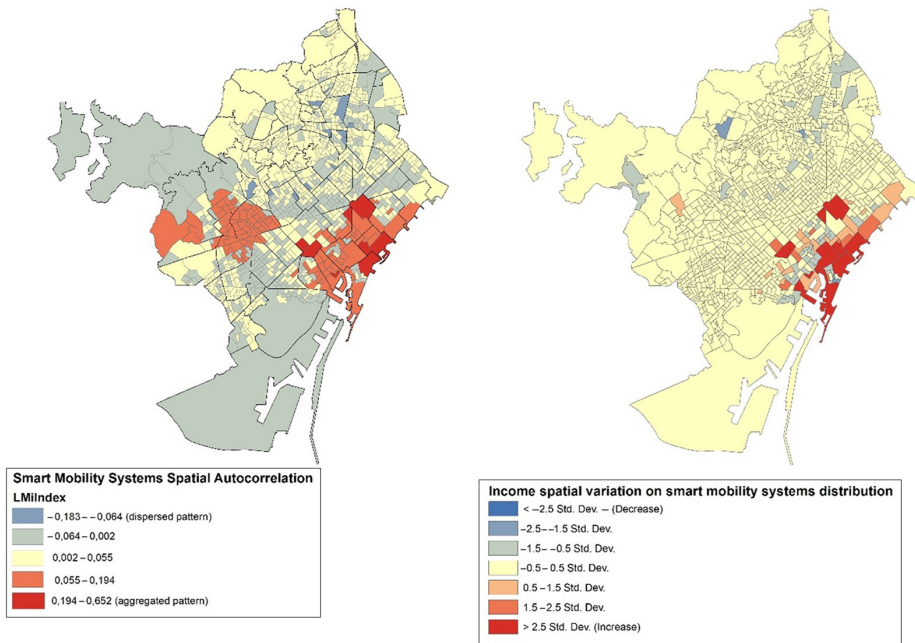 Smart Mobility Systems Spatial Autocorrelation
LMiIndex
–0,183 – –0,064 (dispersed pattern)
–0,064 – 0,002
0,002 – 0,055
0,055 – 0,194
0,194 – 0,652 (aggregated pattern)
Income spatial variation on smart mobility systems distribution
< –2.5 Std. Dev. – (Decrease)
–2.5– –1.5 Std. Dev.
–1.5– –0.5 Std. Dev.
–0.5 – 0.5 Std. Dev.
0.5 – 1.5 Std. Dev.
1.5 – 2.5 Std. Dev.
> 2.5 Std. Dev. (Increase)